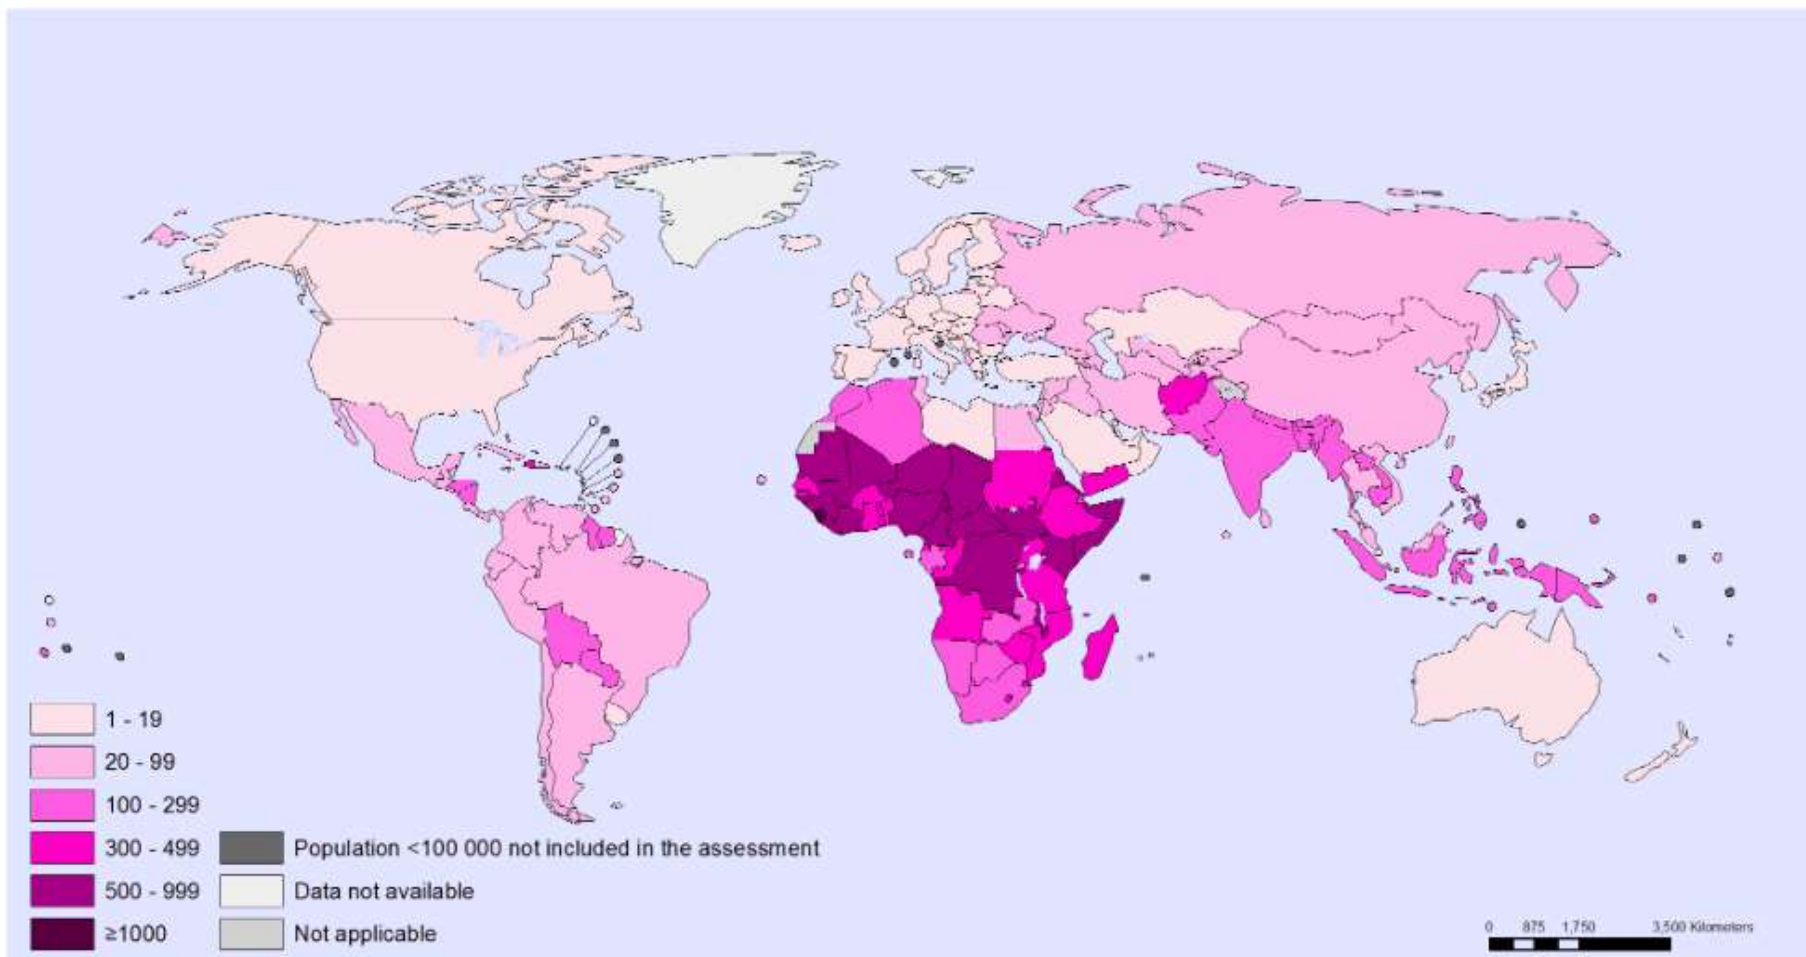 1 - 19
20 - 99
100 - 299
300 - 499
500 - 999
≥1000
Population <100 000 not included in the assessment
Data not available
Not applicable
0 875 1,750 3,500 Kilometers